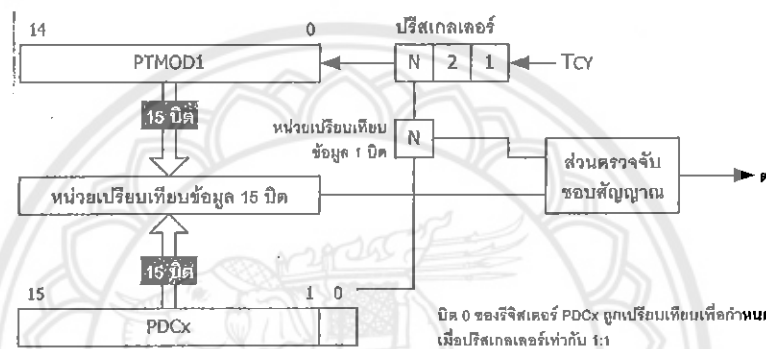 14 0 ปรีสเกลเลอร์
PTMOD1 N 2 1 TCY
15 บิต
หน่วยเปรียบเทียบ
ข้อมูล 1 บิต
N
ส่วนตรวจจับ
ขอบสัญญาณ
หน่วยเปรียบเทียบข้อมูล 15 บิต
15 บิต
15 1 0
PDCx
บิต 0 ของรีจิสเตอร์ PDCx ถูกเปรียบเทียบเพื่อกำหนด
เมื่อปรีสเกลเลอร์เท่ากับ 1:1